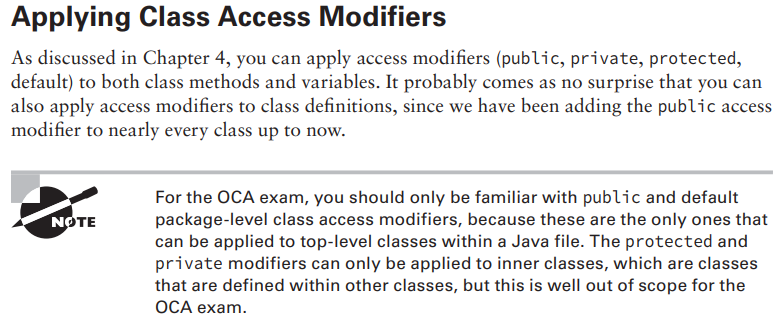 Applying Class Access Modifiers
As discussed in Chapter 4, you can apply access modifiers (public, private, protected,
default) to both class methods and variables. It probably comes as no surprise that you can
also apply access modifiers to class definitions, since we have been adding the public access
modifier to nearly every class up to now.
NOTE
For the OCA exam, you should only be familiar with public and default
package-level class access modifiers, because these are the only ones that
can be applied to top-level classes within a Java file. The protected and
private modifiers can only be applied to inner classes, which are classes
that are defined within other classes, but this is well out of scope for the
OCA exam.